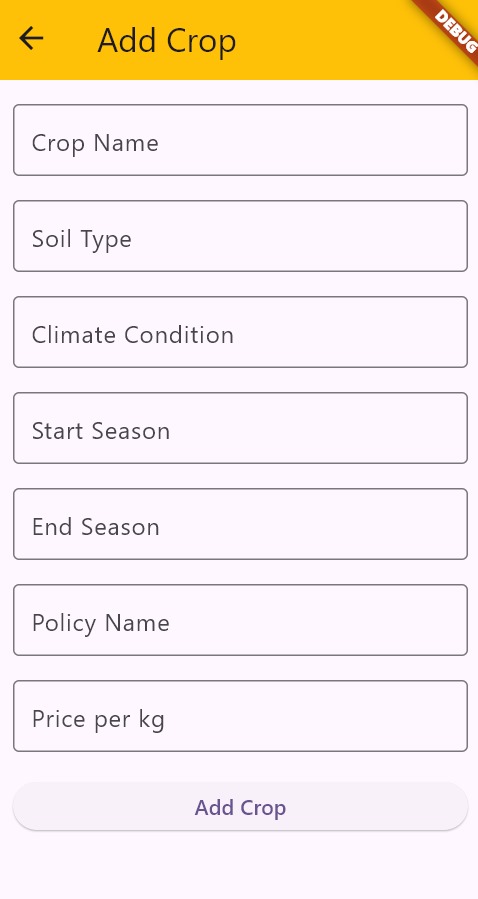 Add Crop
DEBUG
Crop Name
Soil Type
Climate Condition
Start Season
End Season
Policy Name
Price per kg
Add Crop